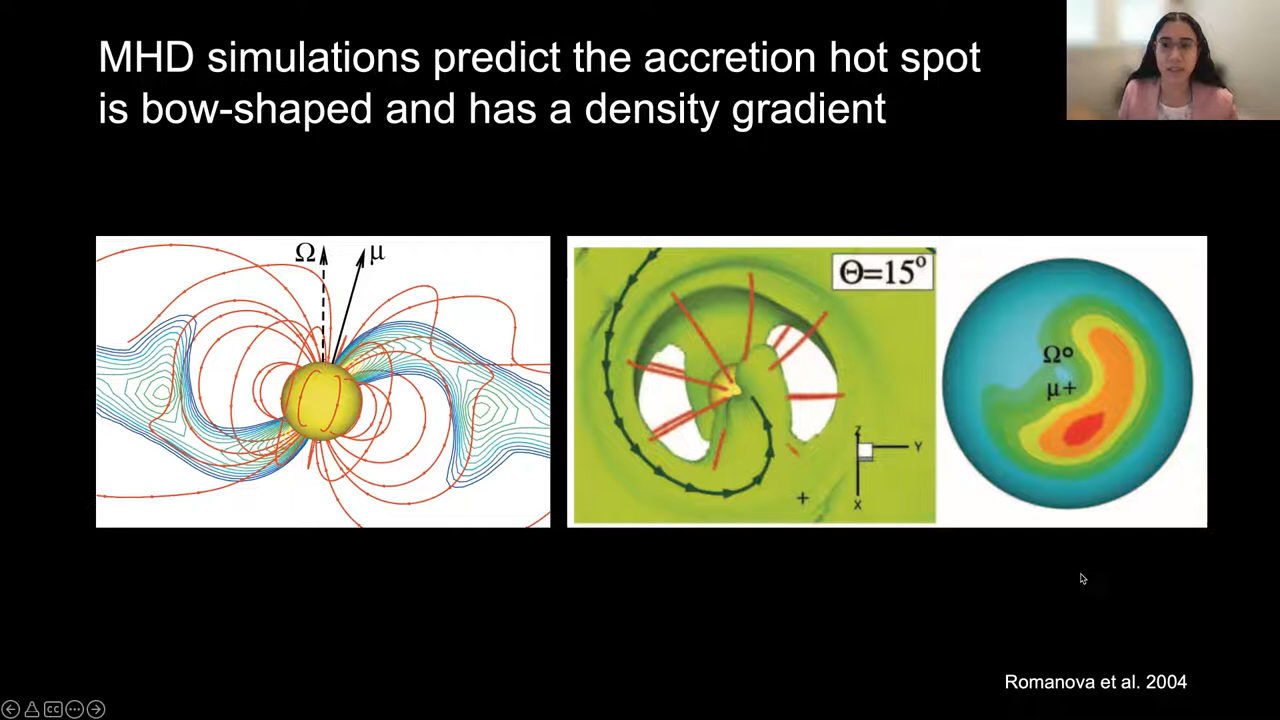 MHD simulations predict the accretion hot spot
is bow-shaped and has a density gradient
Ω μ
Θ=15°
Ω
μ+
Z
Y
X
Romanova et al. 2004
CC